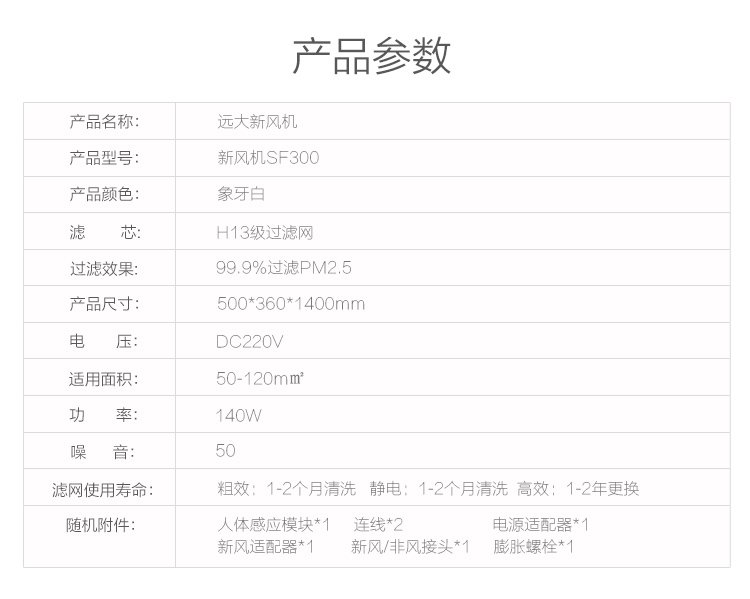 产品参数
产品名称: 远大新风机
产品型号: 新风机SF300
产品颜色: 象牙白
滤 芯: H13级过滤网
过滤效果: 99.9%过滤PM2.5
产品尺寸: 500*360*1400mm
电 压: DC220V
适用面积: 50-120m㎡
功 率: 140W
噪 音: 50
滤网使用寿命: 粗效: 1-2个月清洗 静电: 1-2个月清洗 高效: 1-2年更换
随机附件: 人体感应模块*1 连线*2 电源适配器*1
新风适配器*1 新风/非风接头*1 膨胀螺栓*1